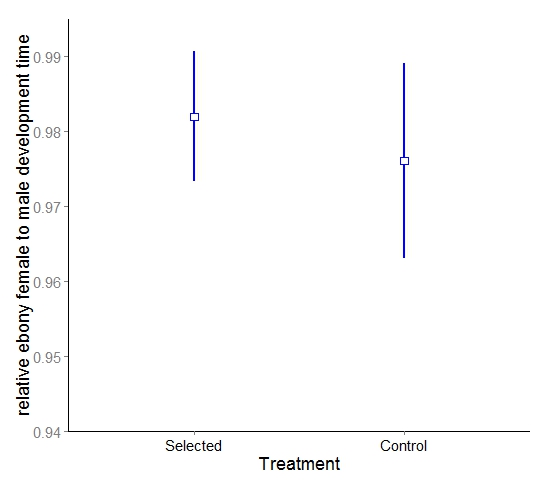 relative ebony female to male development time
0.99
0.98
0.97
0.96
0.95
0.94
Selected Control
Treatment